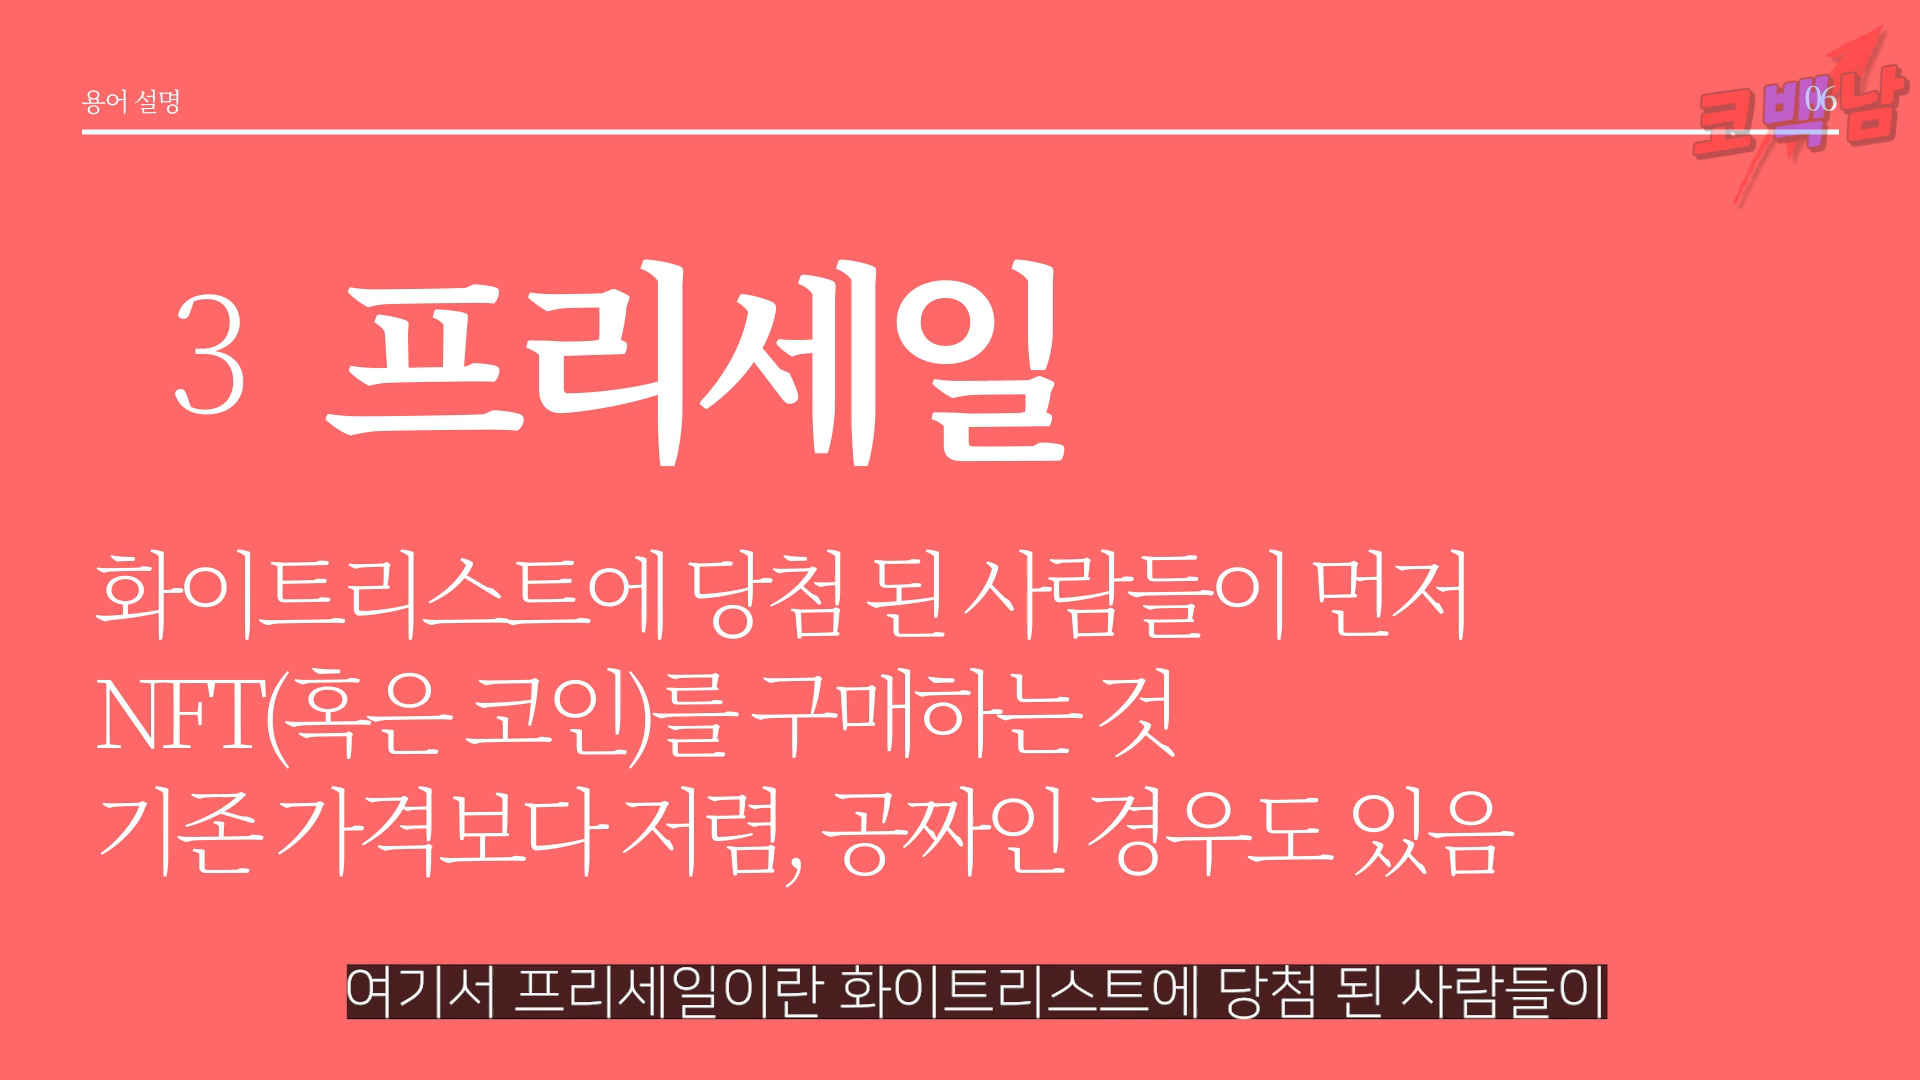 용어 설명
06
코백남
3 프리세일
화이트리스트에 당첨 된 사람들이 먼저
NFT(혹은 코인)를 구매하는 것
기존 가격보다 저렴, 공짜인 경우도 있음
여기서 프리세일이란 화이트리스트에 당첨 된 사람들이